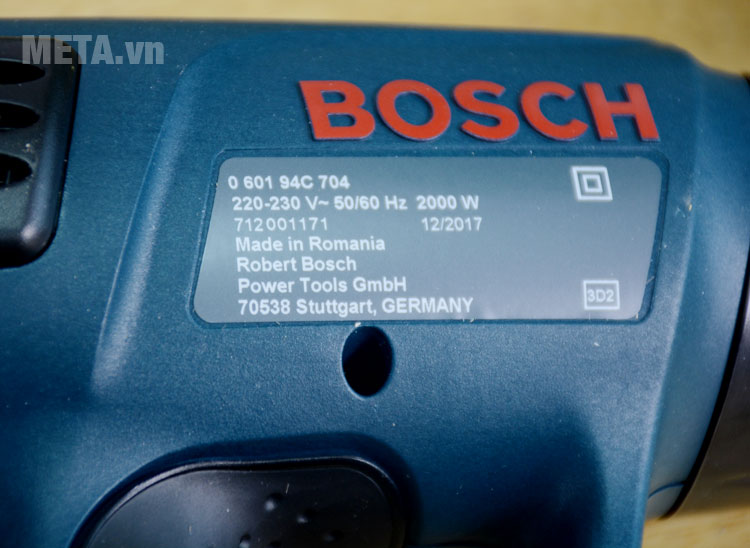 META.vn
BOSCH
0 601 94C 704
220-230 V~ 50/60 Hz 2000 W
712001171 12/2017
Made in Romania
Robert Bosch
Power Tools GmbH
70538 Stuttgart, GERMANY
3D2